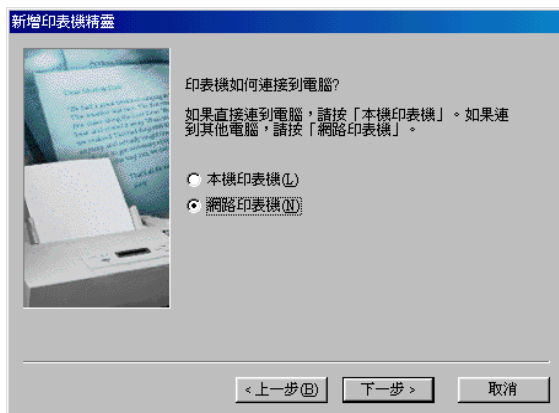 新增印表機精靈
印表機如何連接到電腦?
如果直接連到電腦，請按「本機印表機」。如果連
到其他電腦，請按「網路印表機」。
本機印表機(L)
網路印表機(N)
<上一步(B)
下一步>
取消